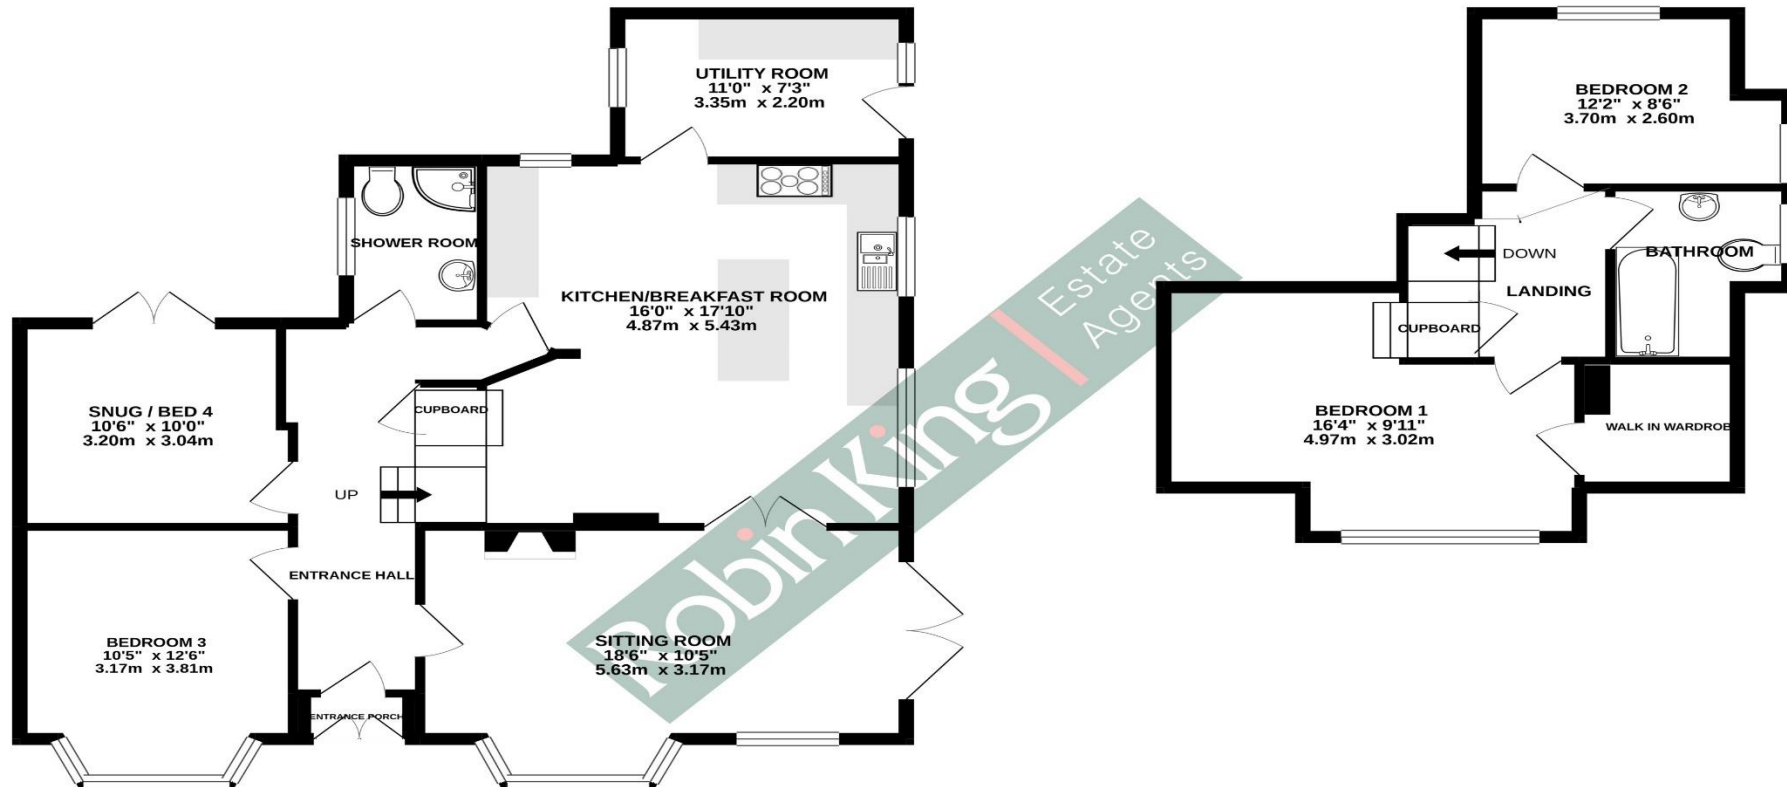 UTILITY ROOM
11'0" x 7'3"
3.35m x 2.20m
SHOWER ROOM
KITCHEN/BREAKFAST ROOM
16'0" x 17'10"
4.87m x 5.43m
SNUG / BED 4
10'6" x 10'0"
3.20m x 3.04m
CUPBOARD
UP
ENTRANCE HALL
BEDROOM 3
10'5" x 12'6"
3.17m x 3.81m
SITTING ROOM
18'6" x 10'5"
5.63m x 3.17m
ENTRANCE PORCH
Robin King
Estate
Agents
BEDROOM 2
12'2" x 8'6"
3.70m x 2.60m
DOWN
BATHROOM
LANDING
CUPBOARD
BEDROOM 1
16'4" x 9'11"
4.97m x 3.02m
WALK IN WARDROB